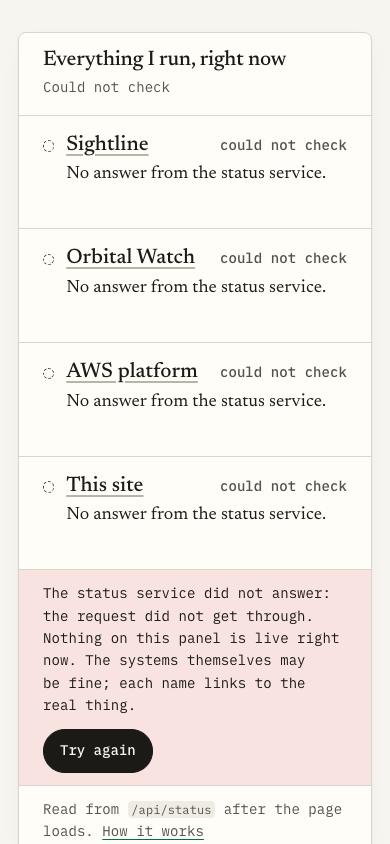 Everything I run, right now
Could not check
Sightline could not check
No answer from the status service.
Orbital Watch could not check
No answer from the status service.
AWS platform could not check
No answer from the status service.
This site could not check
No answer from the status service.
The status service did not answer:
the request did not get through.
Nothing on this panel is live right
now. The systems themselves may
be fine; each name links to the
real thing.
Try again
Read from /api/status after the page
loads. How it works